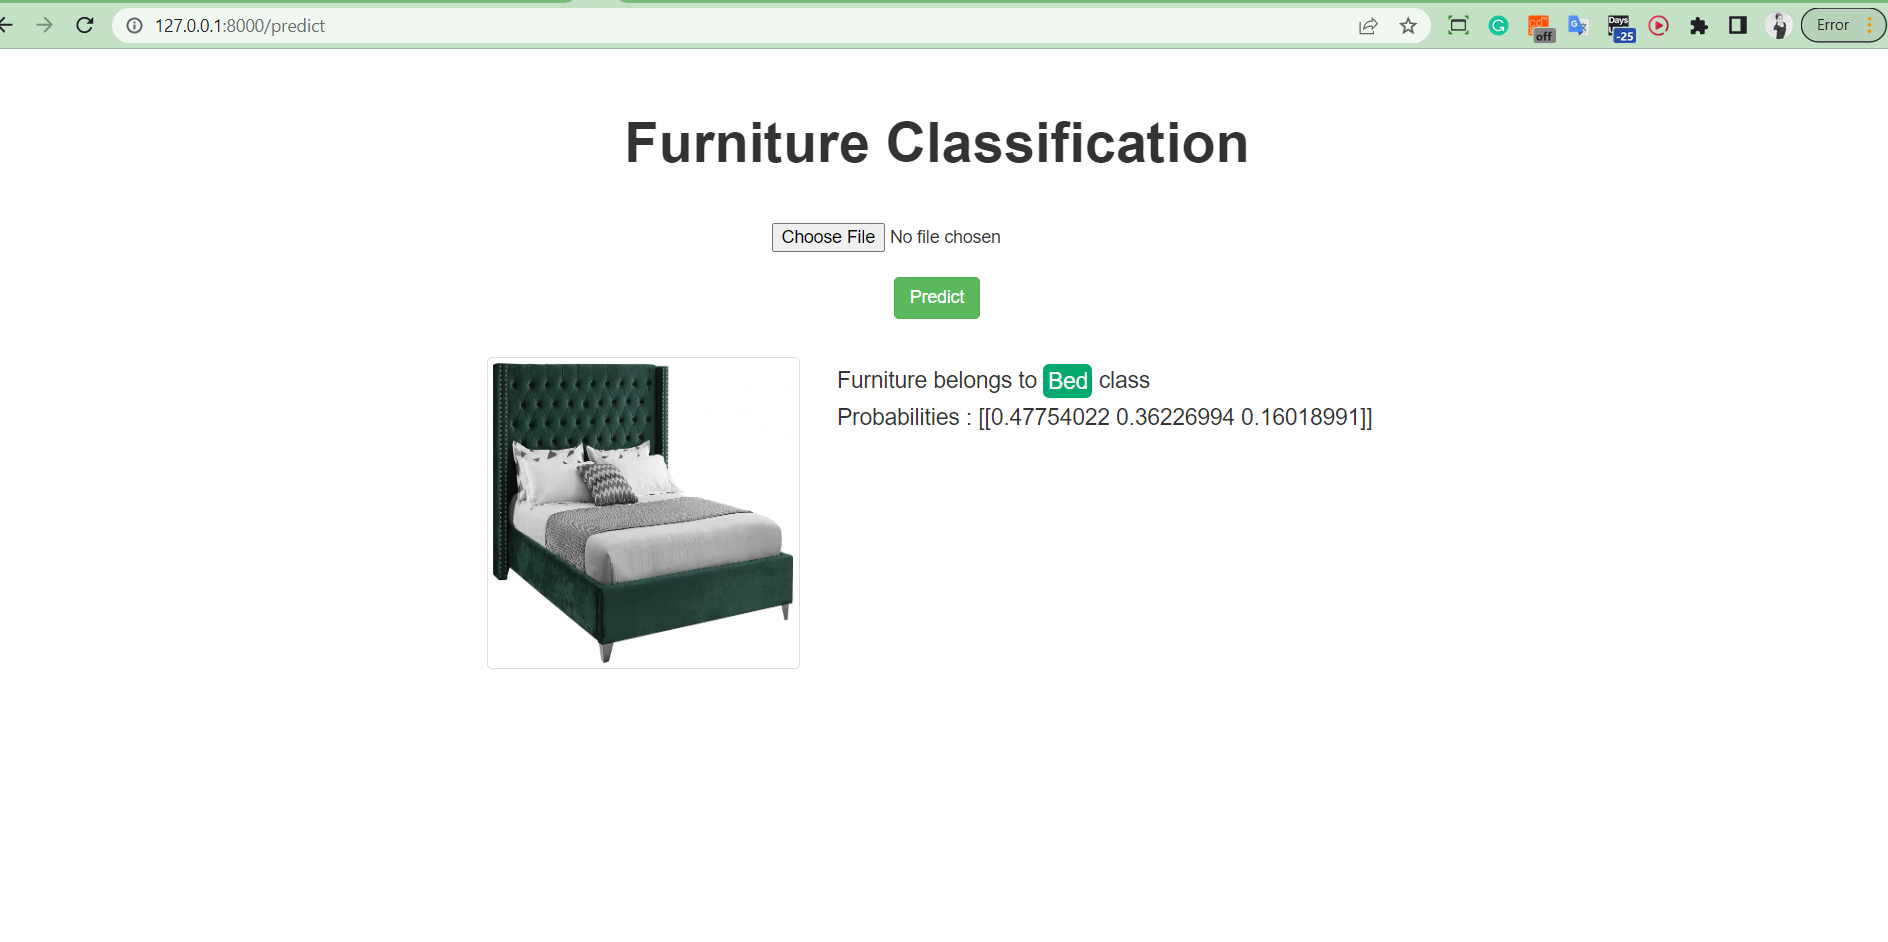 127.0.0.1:8000/predict
off
Days
-25
Error
Furniture Classification
Choose File No file chosen
Predict
Furniture belongs to Bed class
Probabilities : [[0.47754022 0.36226994 0.16018991]]